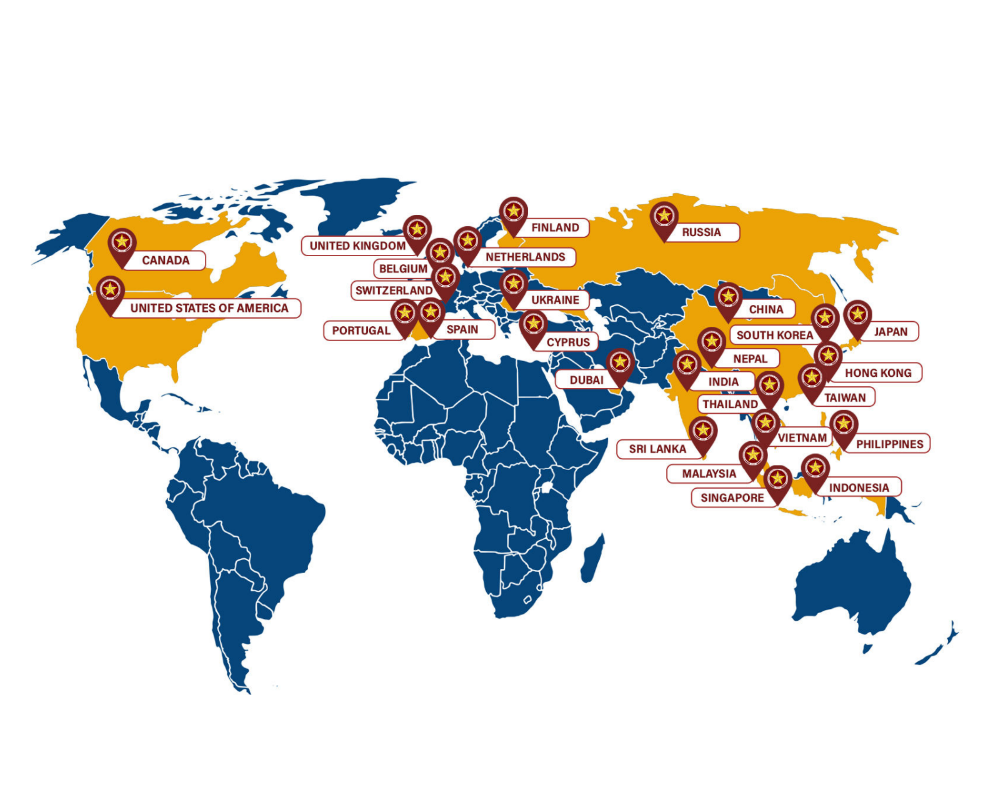 FINLAND
RUSSIA
UNITED KINGDOM
CANADA
NETHERLANDS
BELGIUM
SWITZERLAND
UKRAINE
UNITED STATES OF AMERICA
CHINA
PORTUGAL
SPAIN
SOUTH KOREA
JAPAN
CYPRUS
NEPAL
HONG KONG
DUBAI
INDIA
TAIWAN
THAILAND
VIETNAM
PHILIPPINES
SRI LANKA
MALAYSIA
INDONESIA
SINGAPORE